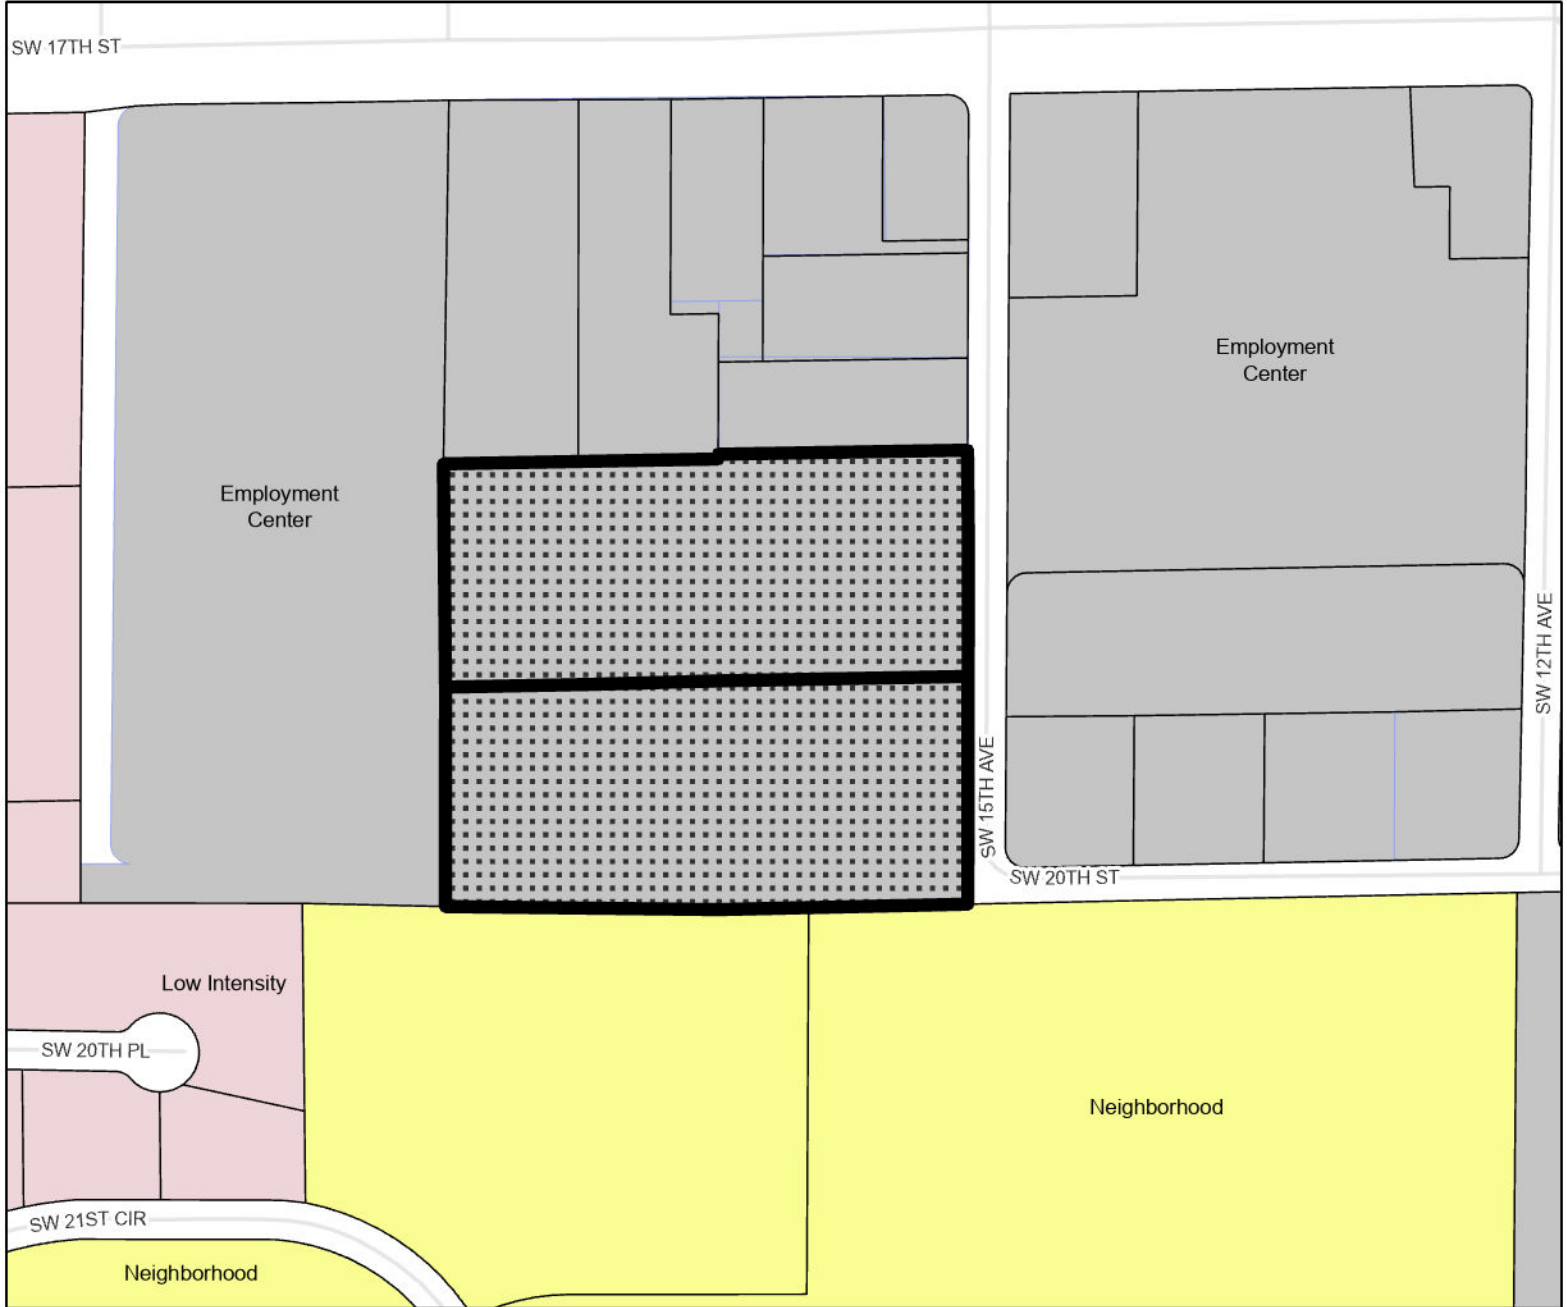 SW 17TH ST
Employment
Center
Employment
Center
SW 12TH AVE
SW 15TH AVE
SW 20TH ST
Low Intensity
SW 20TH PL
Neighborhood
SW 21ST CIR
Neighborhood